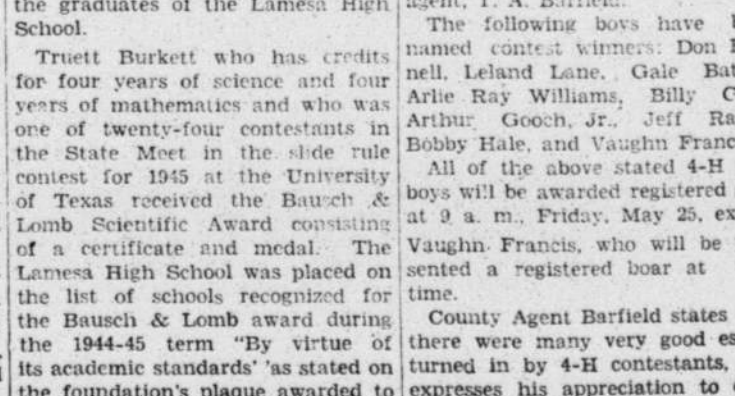 the graduates of the Lamesa High
School.
Truett Burkett who has credits
for four years of science and four
years of mathematics and who was
one of twenty-four contestants in
the State Meet in the slide rule
contest for 1945 at the University
of Texas received the Bausch &
Lomb Scientific Award consisting
of a certificate and medal. The
Lamesa High School was placed on
the list of schools recognized for
the Bausch & Lomb award during
the 1944-45 term "By virtue of
its academic standards' 'as stated on
the foundation's plaque awarded to
agent, T. A. Barfield.
The following boys have
named contest winners: Don
nell, Leland Lane, Gale Bat
Arlie Ray Williams, Billy G
Arthur Gooch, Jr., Jeff Ra
Bobby Hale, and Vaughn Franc
All of the above stated 4-H
boys will be awarded registered
at 9 a. m., Friday, May 25, ex
Vaughn Francis, who will be
sented a registered boar at
time.
County Agent Barfield states
there were many very good es
turned in by 4-H contestants,
expresses his appreciation to